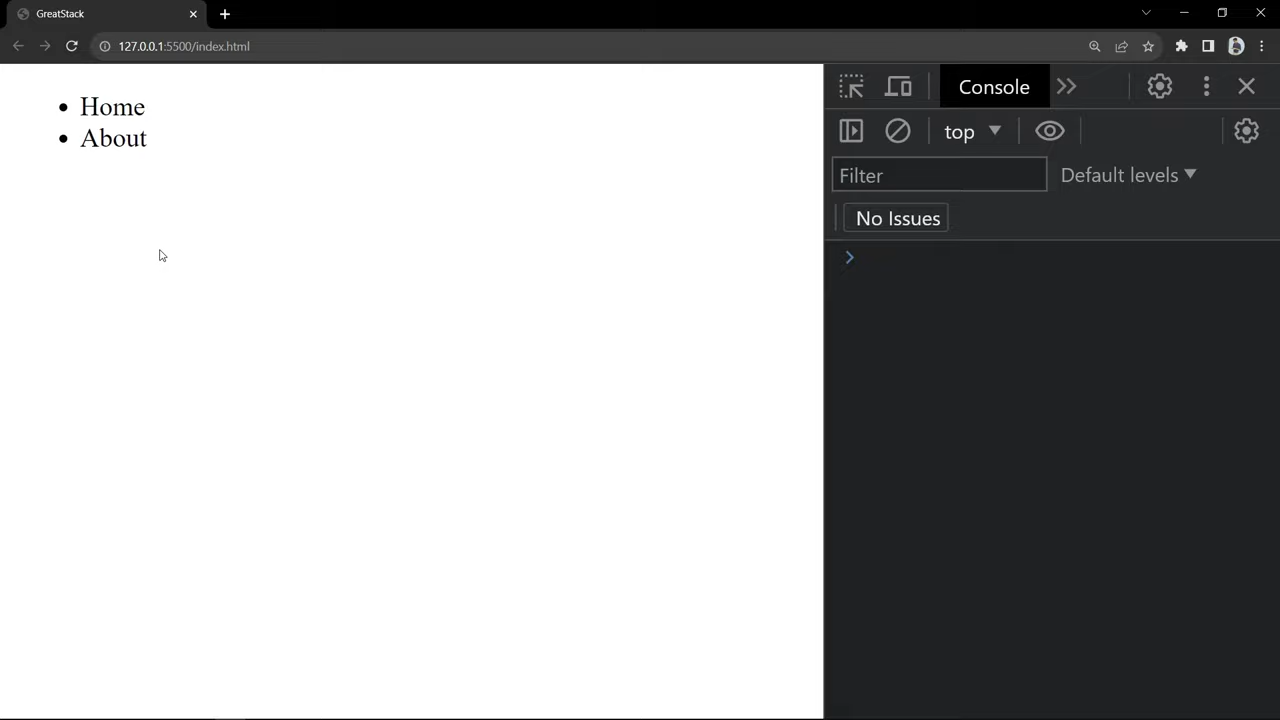 GreatStack
127.0.0.1:5500/index.html
Home
About
Console
top
Filter
Default levels
No Issues